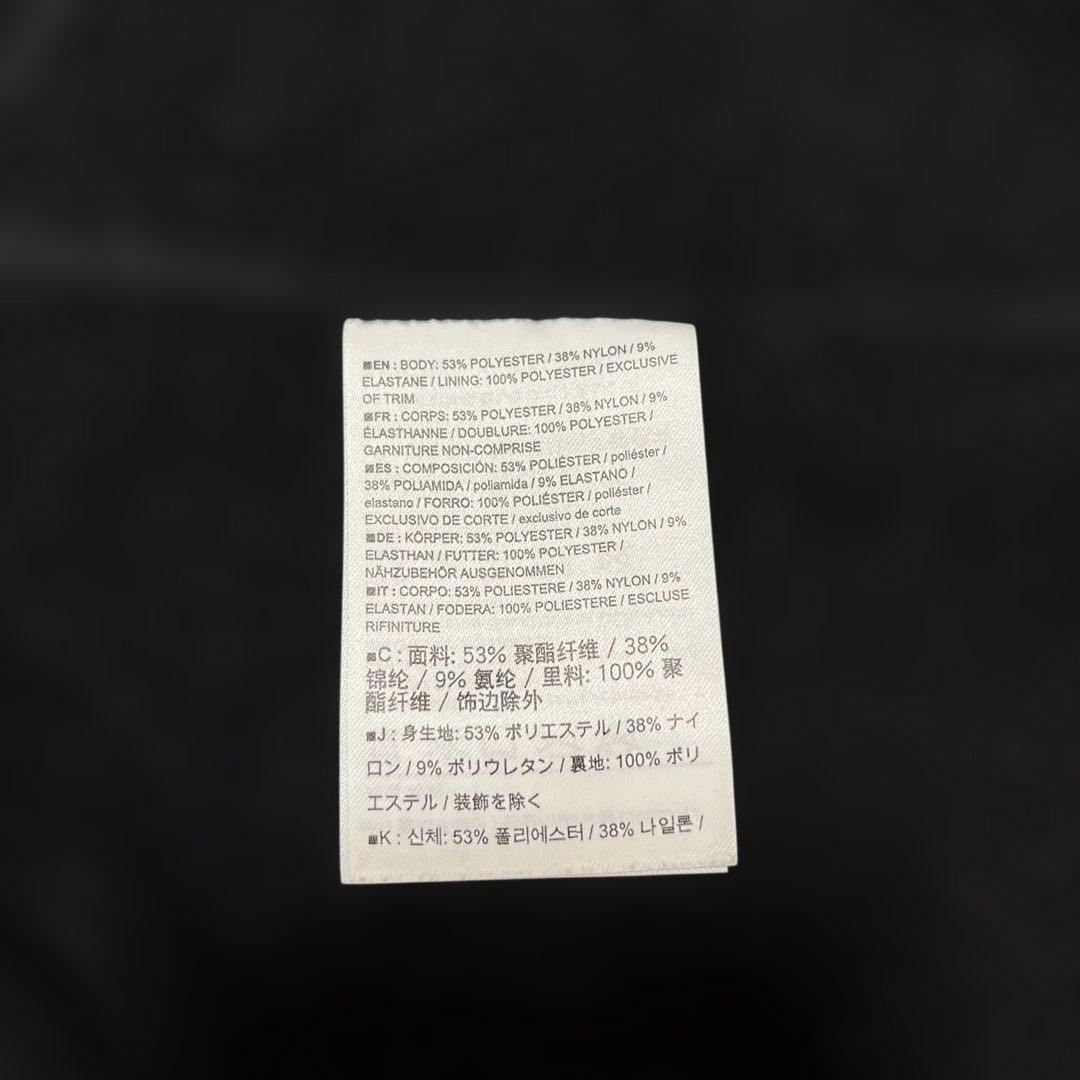 EN : BODY: 53% POLYESTER / 38% NYLON / 9%
ELASTANE / LINING: 100% POLYESTER / EXCLUSIVE
OF TRIM
FR : CORPS: 53% POLYESTER / 38% NYLON / 9%
ÉLASTHANNE / DOUBLURE: 100% POLYESTER /
GARNITURE NON-COMPRISE
ES : COMPOSICIÓN: 53% POLIÉSTER / poliéster /
38% POLIAMIDA / poliamida / 9% ELASTANO /
elastano / FORRO: 100% POLIÉSTER / poliéster /
EXCLUSIVO DE CORTE / exclusivo de corte
DE : KÖRPER: 53% POLYESTER / 38% NYLON / 9%
ELASTHAN / FUTTER: 100% POLYESTER /
NÄHZUBEHÖR AUSGENOMMEN
IT : CORPO: 53% POLIESTERE / 38% NYLON / 9%
ELASTAN / FODERA: 100% POLIESTERE / ESCLUSE
RIFINITURE
C : 面料: 53% 聚酯纤维 / 38%
锦纶 / 9% 氨纶 / 里料: 100% 聚
酯纤维 / 饰边除外
J : 身生地: 53% ポリエステル / 38% ナイ
ロン / 9% ポリウレタン / 裏地: 100% ポリ
エステル / 装飾を除く
K : 신체: 53% 폴리에스터 / 38% 나일론 /